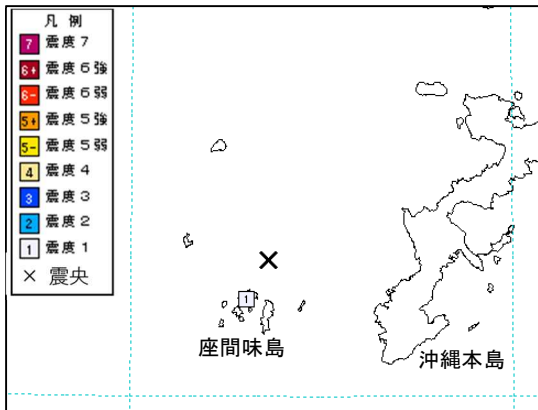 凡 例
7 震度７
6+ 震度６強
6- 震度６弱
5+ 震度５強
5- 震度５弱
4 震度４
3 震度３
2 震度２
1 震度１
× 震央
1
座間味島
沖縄本島